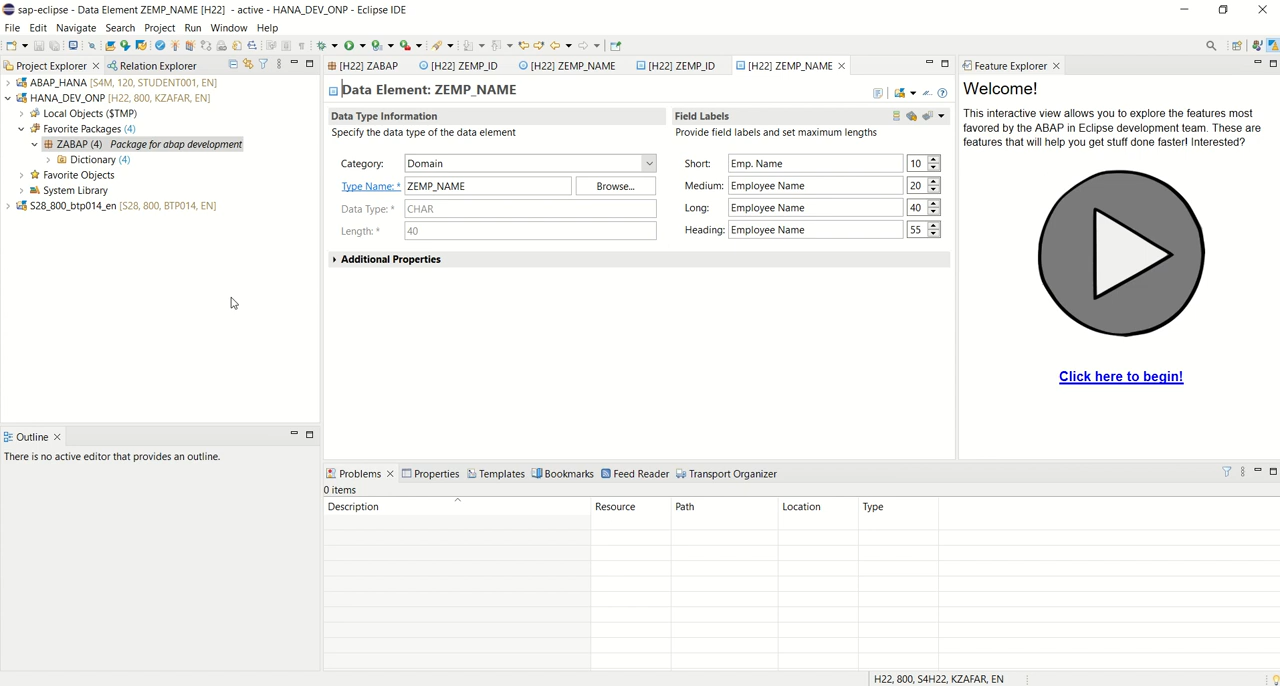 sap-eclipse - Data Element ZEMP_NAME [H22]  - active - HANA_DEV_ONP - Eclipse IDE
File Edit Navigate Search Project Run Window Help
Project Explorer Relation Explorer
ABAP_HANA [S4M, 120, STUDENT001, EN]
HANA_DEV_ONP [H22, 800, KZAFAR, EN]
Local Objects ($TMP)
Favorite Packages (4)
ZABAP (4) Package for abap development
Dictionary (4)
Favorite Objects
System Library
S28_800_btp014_en [S28, 800, BTP014, EN]
Outline
There is no active editor that provides an outline.
[H22] ZABAP [H22] ZEMP_ID [H22] ZEMP_NAME [H22] ZEMP_ID [H22] ZEMP_NAME
Data Element: ZEMP_NAME
Data Type Information
Specify the data type of the data element
Category: Domain
Type Name: * ZEMP_NAME Browse...
Data Type: * CHAR
Length: * 40
Field Labels
Provide field labels and set maximum lengths
Short: Emp. Name 10
Medium: Employee Name 20
Long: Employee Name 40
Heading: Employee Name 55
Additional Properties
Feature Explorer
Welcome!
This interactive view allows you to explore the features most
favored by the ABAP in Eclipse development team. These are
features that will help you get stuff done faster! Interested?
Click here to begin!
Problems Properties Templates Bookmarks Feed Reader Transport Organizer
0 items
Description Resource Path Location Type
H22, 800, S4H22, KZAFAR, EN